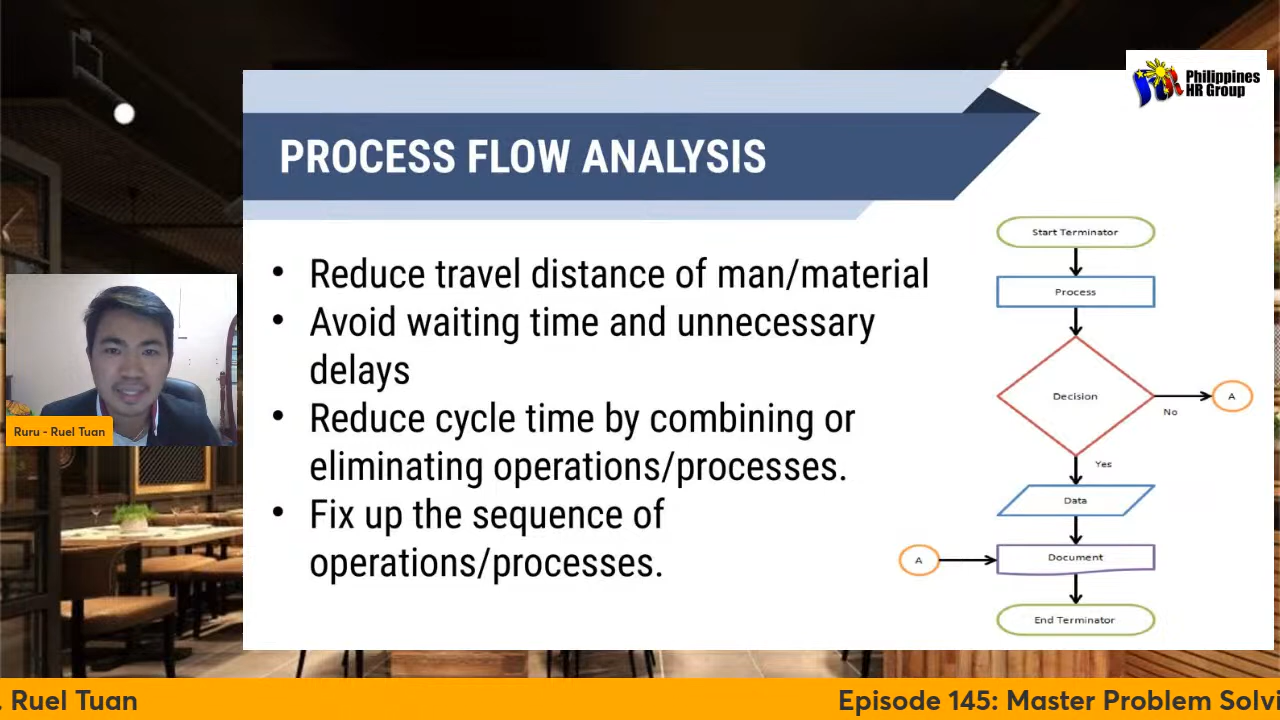 Philippines
HR Group
PROCESS FLOW ANALYSIS
• Reduce travel distance of man/material
• Avoid waiting time and unnecessary
delays
• Reduce cycle time by combining or
eliminating operations/processes.
• Fix up the sequence of
operations/processes.
Start Terminator
Process
Decision
No
A
Yes
Data
A
Document
End Terminator
Ruru - Ruel Tuan
. Ruel Tuan
Episode 145: Master Problem Solvi